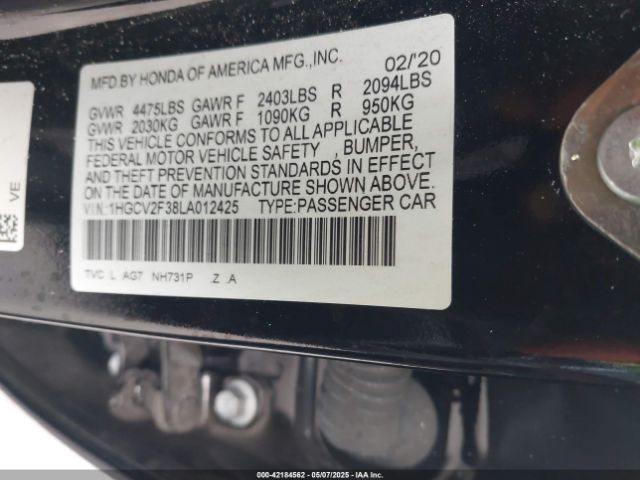 MFD.BY HONDA OF AMERICA MFG.,INC. 02/'20
GVWR 4475LBS GAWR F 2403LBS R 2094LBS
GVWR 2030KG GAWR F 1090KG R 950KG
THIS VEHICLE CONFORMS TO ALL APPLICABLE
FEDERAL MOTOR VEHICLE SAFETY , BUMPER,
AND THEFT PREVENTION STANDARDS IN EFFECT
ON THE DATE OF MANUFACTURE SHOWN ABOVE.
V.I.N.:1HGCV2F38LA012425 TYPE:PASSENGER CAR
TVC L .AG7 NH731P .Z .A
VE
000-42184562 05/07/2025 IAAI, Inc.